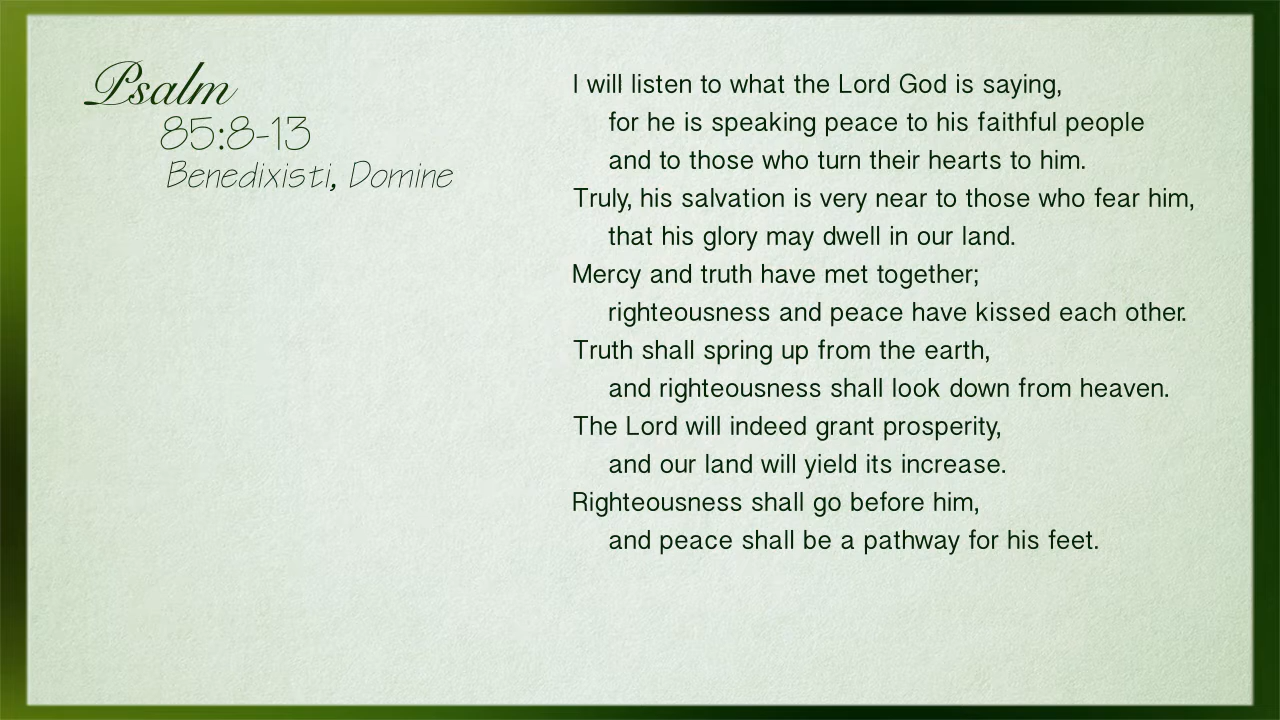 Psalm
85:8-13
Benedixisti, Domine
I will listen to what the Lord God is saying,
for he is speaking peace to his faithful people
and to those who turn their hearts to him.
Truly, his salvation is very near to those who fear him,
that his glory may dwell in our land.
Mercy and truth have met together;
righteousness and peace have kissed each other.
Truth shall spring up from the earth,
and righteousness shall look down from heaven.
The Lord will indeed grant prosperity,
and our land will yield its increase.
Righteousness shall go before him,
and peace shall be a pathway for his feet.